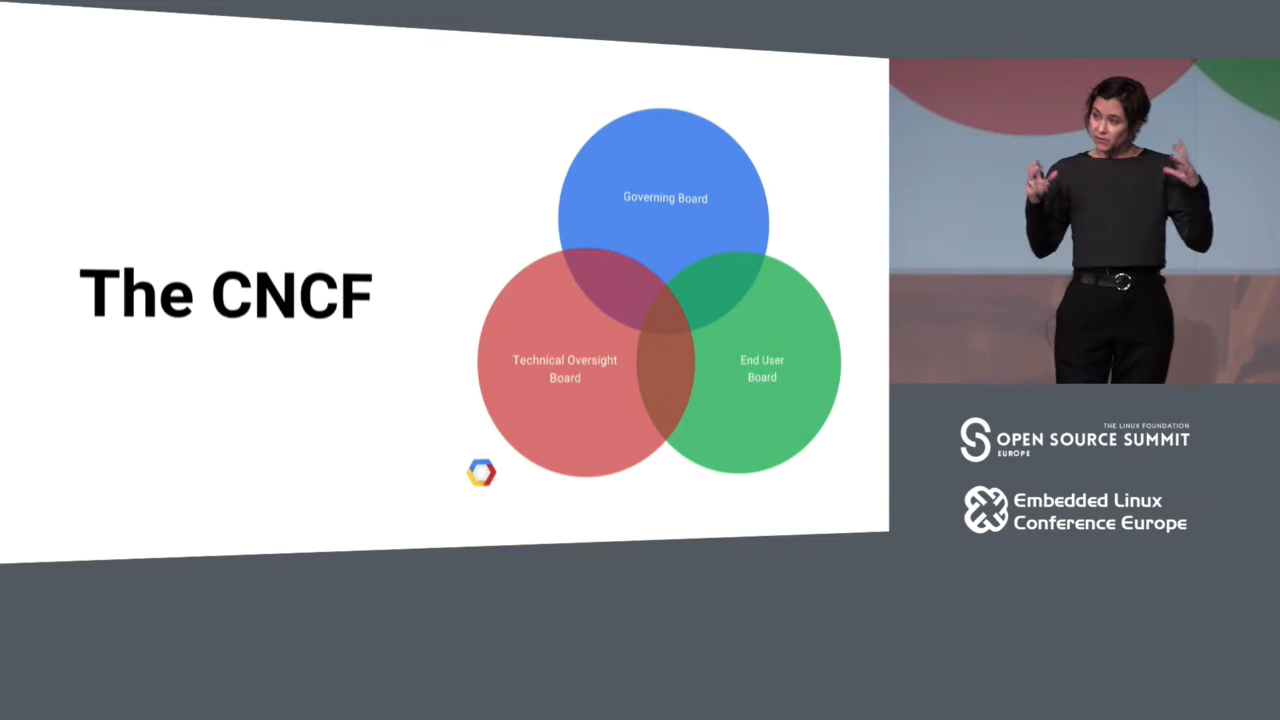 The CNCF
Governing Board
Technical Oversight
Board
End User
Board
THE LINUX FOUNDATION
OPEN SOURCE SUMMIT
EUROPE
Embedded Linux
Conference Europe